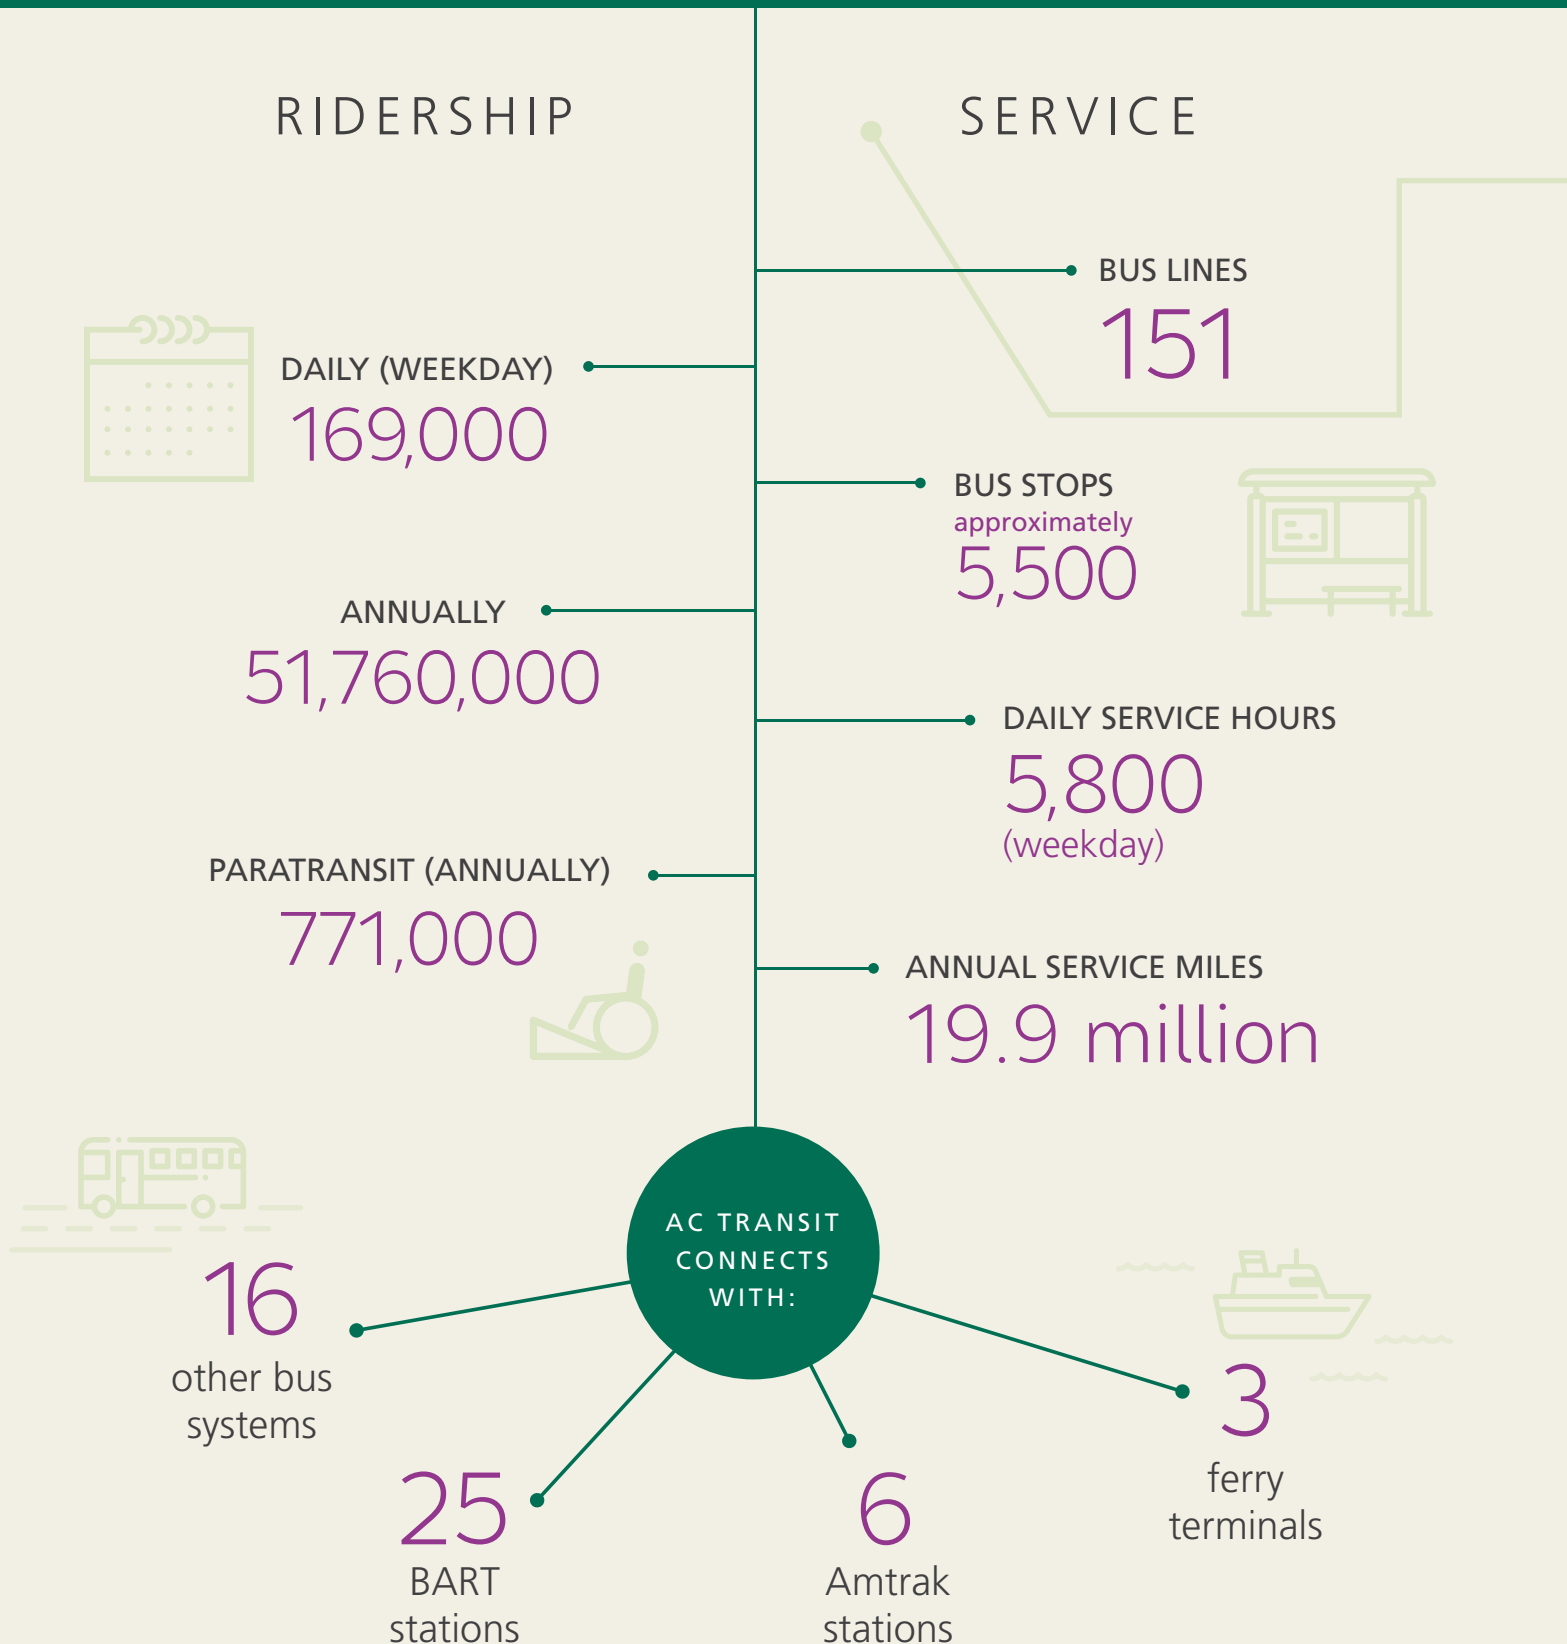 RIDERSHIP
DAILY (WEEKDAY)
169,000
ANNUALLY
51,760,000
PARATRANSIT (ANNUALLY)
771,000
SERVICE
BUS LINES
151
BUS STOPS
approximately
5,500
DAILY SERVICE HOURS
5,800
(weekday)
ANNUAL SERVICE MILES
19.9 million
AC TRANSIT
CONNECTS
WITH:
16
other bus
systems
25
BART
stations
6
Amtrak
stations
3
ferry
terminals